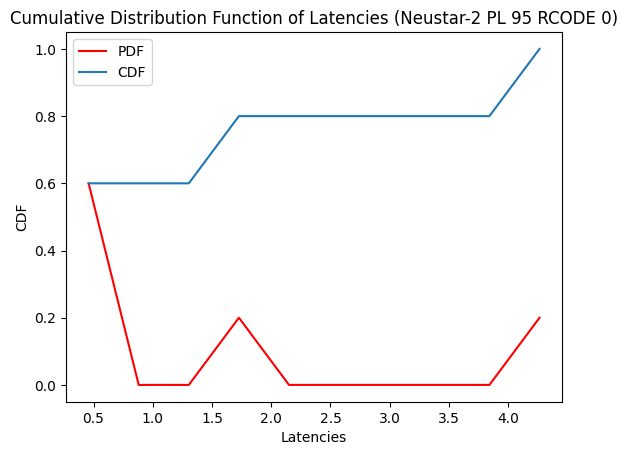 Cumulative Distribution Function of Latencies (Neustar-2 PL 95 RCODE 0)
PDF
CDF
CDF
1.0
0.8
0.6
0.4
0.2
0.0
0.5 1.0 1.5 2.0 2.5 3.0 3.5 4.0
Latencies